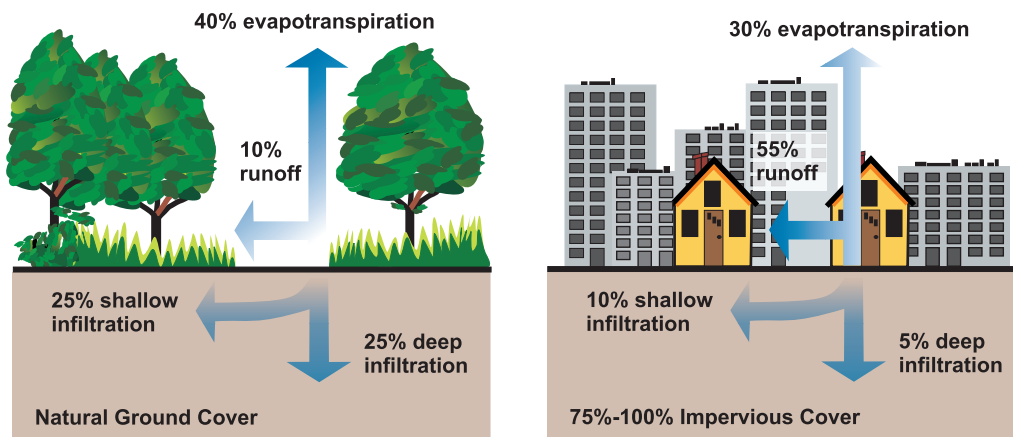 40% evapotranspiration
10%
runoff
25% shallow
infiltration
25% deep
infiltration
Natural Ground Cover
30% evapotranspiration
55%
runoff
10% shallow
infiltration
5% deep
infiltration
75%-100% Impervious Cover